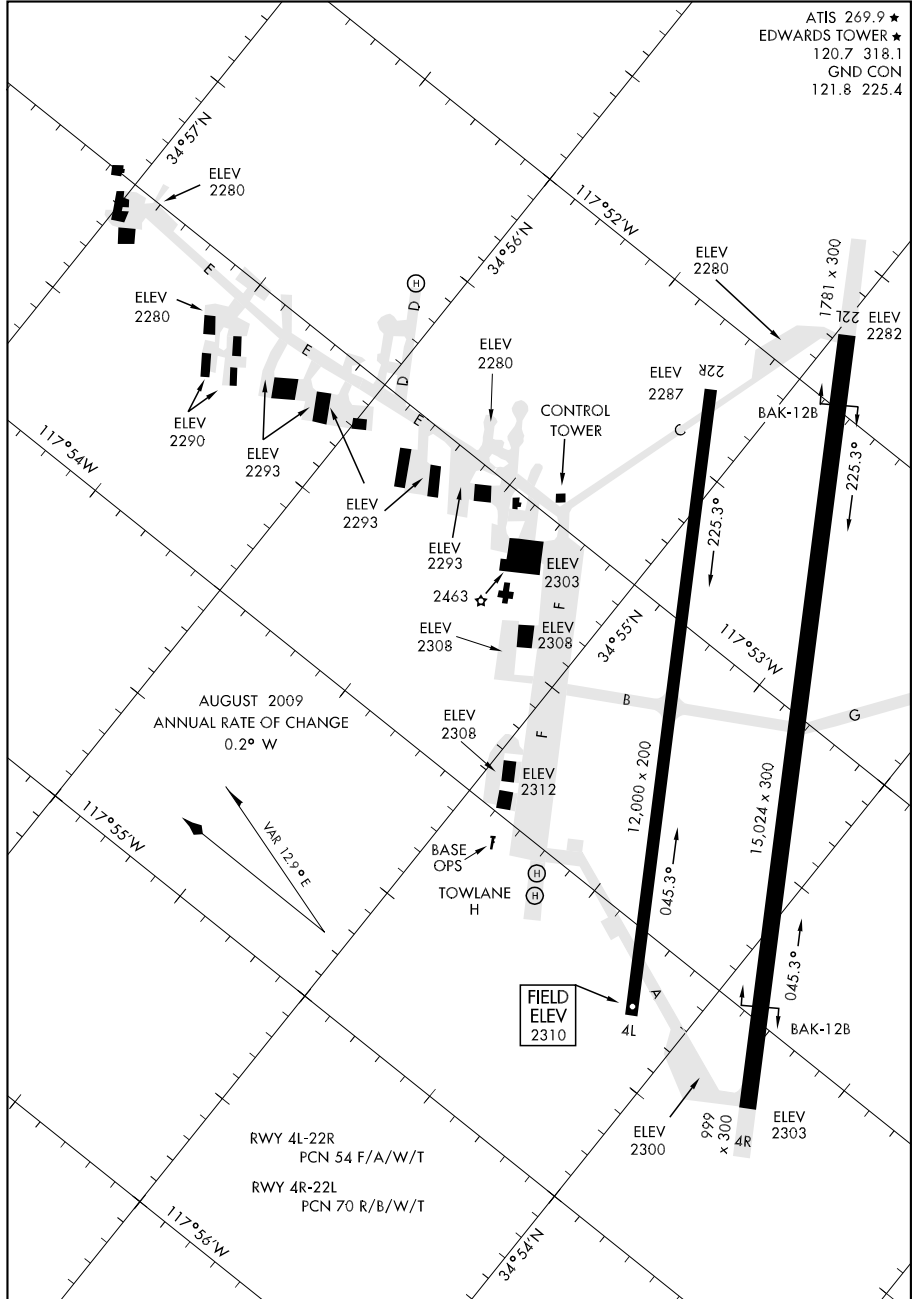 ATIS 269.9 ★
EDWARDS TOWER ★
120.7 318.1
GND CON
121.8 225.4
34°57'N
ELEV
2280
117°52'W
34°56'N
ELEV
2280
1781 x 300
H
E
D
22L
ELEV
2282
ELEV
2280
E
D
ELEV
2280
ELEV
2287
22R
BAK-12B
ELEV
2290
E
CONTROL
TOWER
C
117°54'W
ELEV
2293
225.3°
ELEV
2293
225.3°
ELEV
2293
ELEV
2303
2463
F
34°55'N
ELEV
2308
ELEV
2308
117°53'W
AUGUST 2009
ANNUAL RATE OF CHANGE
0.2° W
B
G
ELEV
2308
F
ELEV
2312
12,000 x 200
15,024 x 300
117°55'W
VAR 12.9° E
BASE
OPS
TOWLANE
H
H
H
045.3°
045.3°
FIELD
ELEV
2310
A
4L
BAK-12B
ELEV
2300
999
x 300
4R
ELEV
2303
RWY 4L-22R
PCN 54 F/A/W/T
RWY 4R-22L
PCN 70 R/B/W/T
117°56'W
34°54'N